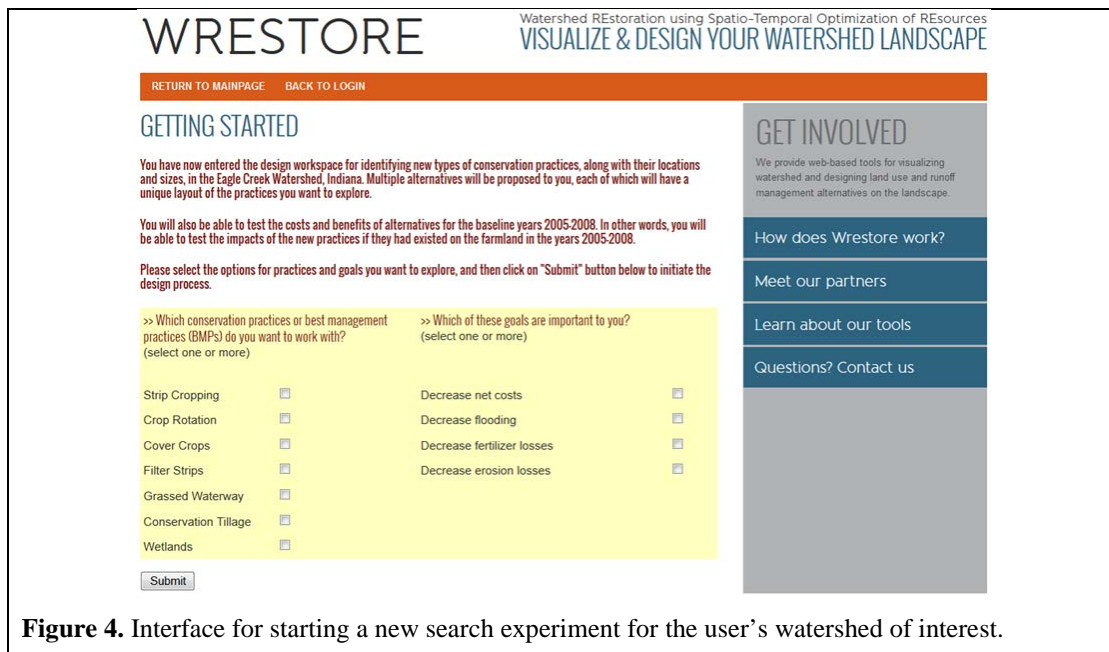 WRESTORE
Watershed REstoration using Spatio-Temporal Optimization of REsources
VISUALIZE & DESIGN YOUR WATERSHED LANDSCAPE
RETURN TO MAINPAGE BACK TO LOGIN
GETTING STARTED
You have now entered the design workspace for identifying new types of conservation practices, along with their locations
and sizes, in the Eagle Creek Watershed, Indiana. Multiple alternatives will be proposed to you, each of which will have a
unique layout of the practices you want to explore.
You will also be able to test the costs and benefits of alternatives for the baseline years 2005-2008. In other words, you will
be able to test the impacts of the new practices if they had existed on the farmland in the years 2005-2008.
Please select the options for practices and goals you want to explore, and then click on "Submit" button below to initiate the
design process.
>> Which conservation practices or best management
practices (BMPs) do you want to work with?
(select one or more)
Strip Cropping
Crop Rotation
Cover Crops
Filter Strips
Grassed Waterway
Conservation Tillage
Wetlands
>> Which of these goals are important to you?
(select one or more)
Decrease net costs
Decrease flooding
Decrease fertilizer losses
Decrease erosion losses
Submit
GET INVOLVED
We provide web-based tools for visualizing
watershed and designing land use and runoff
management alternatives on the landscape.
How does Wrestore work?
Meet our partners
Learn about our tools
Questions? Contact us
Figure 4. Interface for starting a new search experiment for the user's watershed of interest.